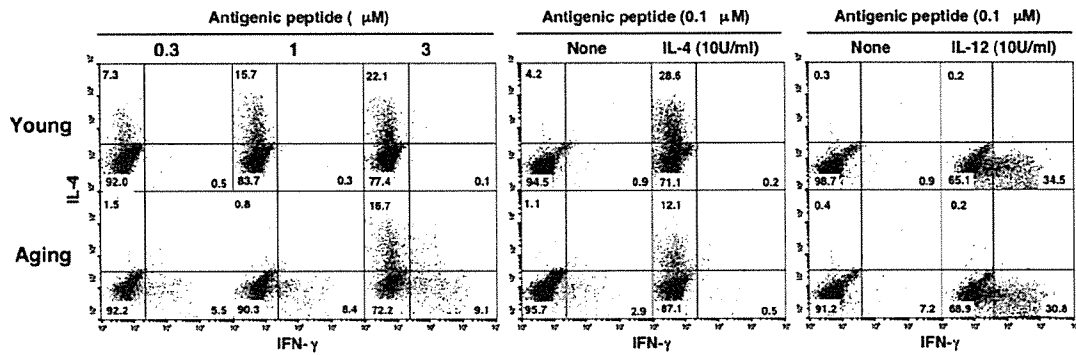 Antigenic peptide ( μM)
Antigenic peptide (0.1 μM)
Antigenic peptide (0.1 μM)
0.3 1 3
None IL-4 (10U/ml)
None IL-12 (10U/ml)
Young
Aging
IL-4
7.3 15.7 22.1 4.2 28.6 0.3 0.2
92.0 0.5 83.7 0.3 77.4 0.1 94.5 0.9 71.1 0.2 98.7 0.9 65.1 34.5
1.5 0.8 16.7 1.1 12.1 0.4 0.2
92.2 5.5 90.3 8.4 72.2 9.1 95.7 2.9 87.1 0.5 91.2 7.2 68.9 30.8
IFN-γ IFN-γ IFN-γ